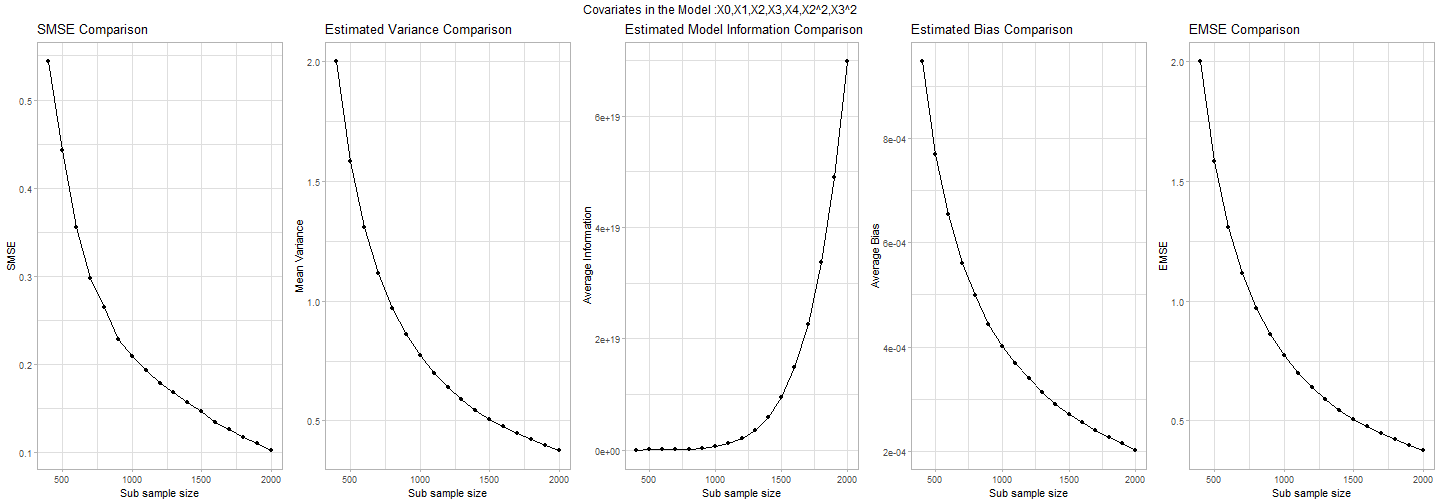 Covariates in the Model :X0,X1,X2,X3,X4,X2^2,X3^2
SMSE Comparison
SMSE
0.5
0.4
0.3
0.2
0.1
500
1000
1500
2000
Sub sample size
Estimated Variance Comparison
Mean Variance
2.0
1.5
1.0
0.5
500
1000
1500
2000
Sub sample size
Estimated Model Information Comparison
Average Information
6e+19
4e+19
2e+19
0e+00
500
1000
1500
2000
Sub sample size
Estimated Bias Comparison
Average Bias
8e-04
6e-04
4e-04
2e-04
500
1000
1500
2000
Sub sample size
EMSE Comparison
EMSE
2.0
1.5
1.0
0.5
500
1000
1500
2000
Sub sample size